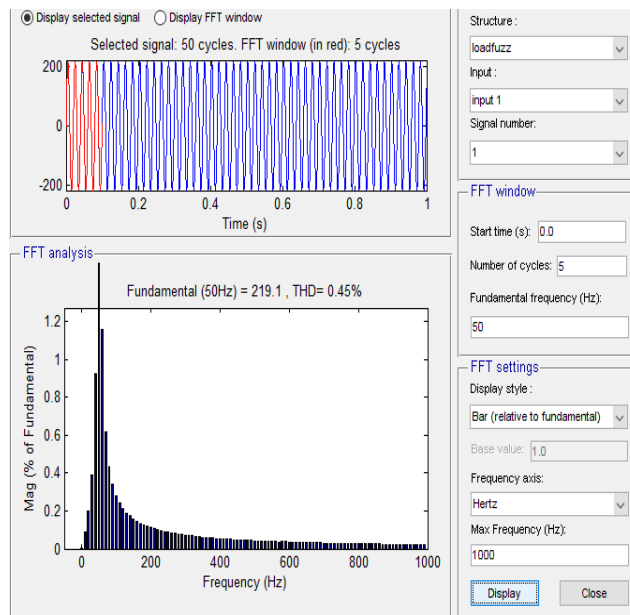 Display selected signal
Display FFT window
Selected signal: 50 cycles. FFT window (in red): 5 cycles
200
0
-200
0
0.2
0.4
0.6
0.8
1
Time (s)
FFT analysis
Fundamental (50Hz) = 219.1 , THD= 0.45%
1.2
1
0.8
0.6
0.4
0.2
0
Mag (% of Fundamental)
0
200
400
600
800
1000
Frequency (Hz)
Structure :
loadfuzz
Input :
input 1
Signal number:
1
FFT window
Start time (s): 0.0
Number of cycles: 5
Fundamental frequency (Hz):
50
FFT settings
Display style :
Bar (relative to fundamental)
Base value: 1.0
Frequency axis:
Hertz
Max Frequency (Hz):
1000
Display
Close